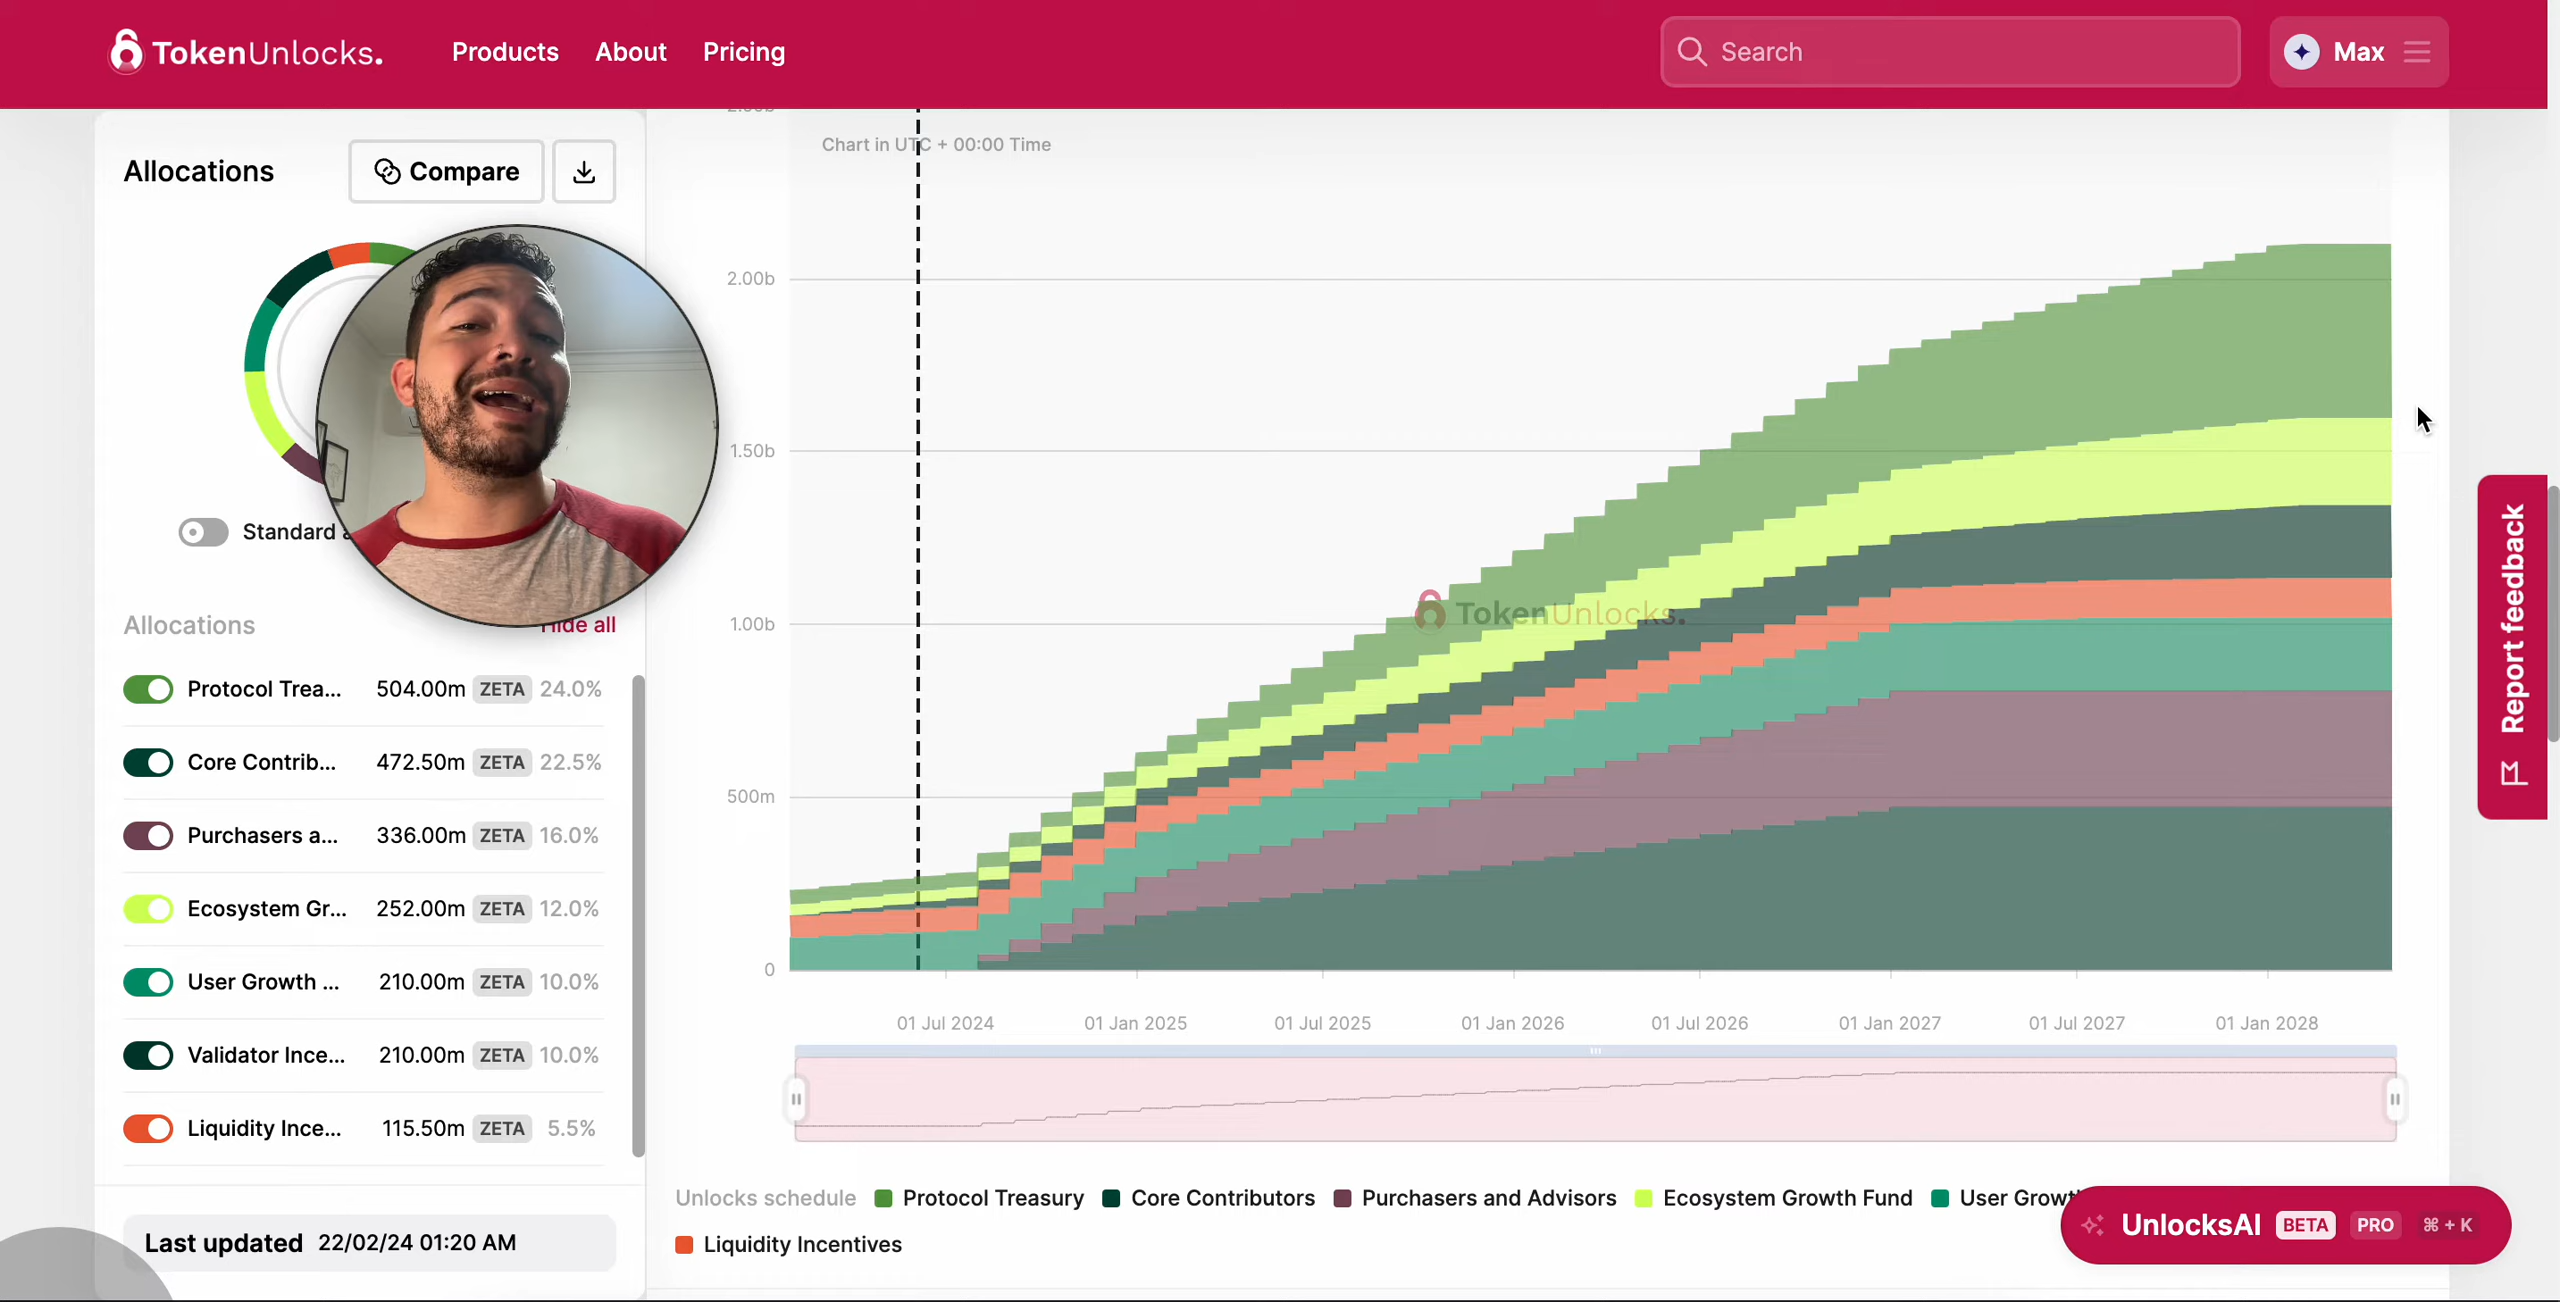 TokenUnlocks.
Products About Pricing
Search
Max
Allocations
Compare
Chart in UTC + 00:00 Time
Standard
Allocations
Hide all
Protocol Trea... 504.00m ZETA 24.0%
Core Contrib... 472.50m ZETA 22.5%
Purchasers a... 336.00m ZETA 16.0%
Ecosystem Gr... 252.00m ZETA 12.0%
User Growth ... 210.00m ZETA 10.0%
Validator Ince... 210.00m ZETA 10.0%
Liquidity Ince... 115.50m ZETA 5.5%
Last updated 22/02/24 01:20 AM
2.00b
1.50b
1.00b
500m
0
TokenUnlocks.
01 Jul 2024 01 Jan 2025 01 Jul 2025 01 Jan 2026 01 Jul 2026 01 Jan 2027 01 Jul 2027 01 Jan 2028
Unlocks schedule Protocol Treasury Core Contributors Purchasers and Advisors Ecosystem Growth Fund User Growt
Liquidity Incentives
Report feedback
UnlocksAI BETA PRO ⌘ + K